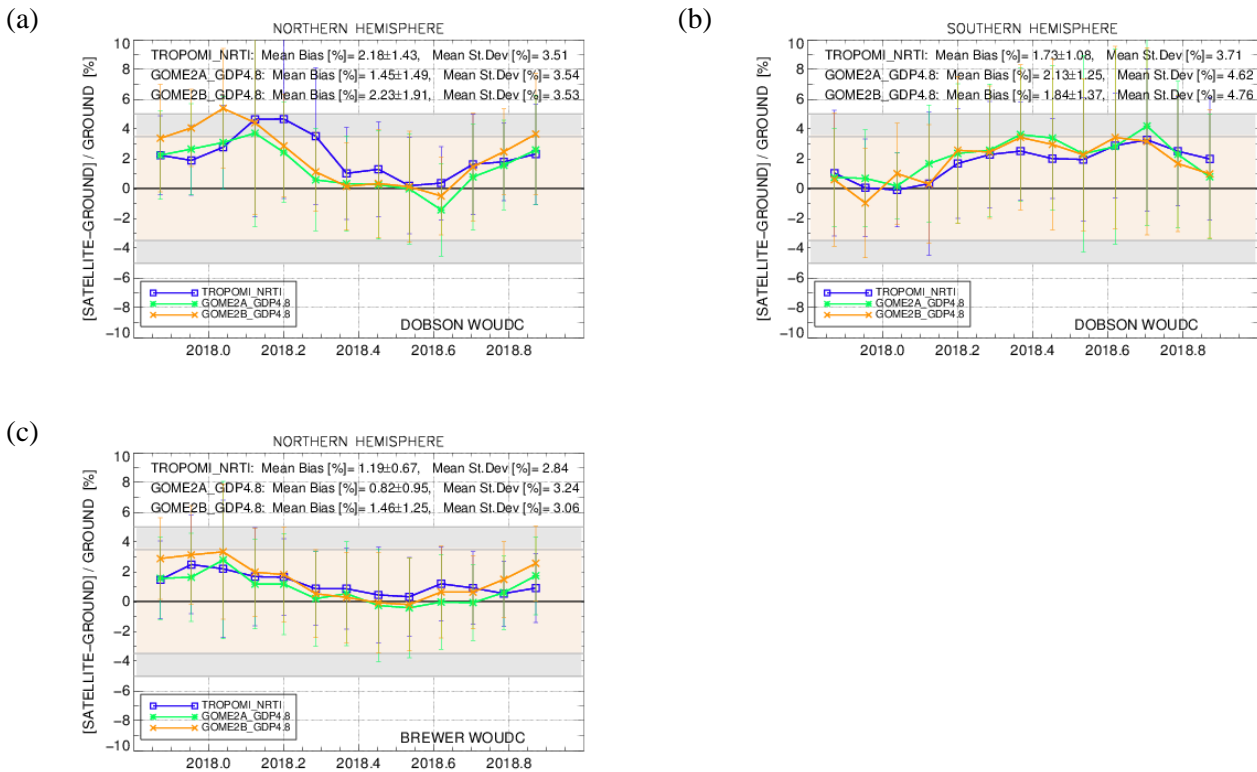 (a)
NORTHERN HEMISPHERE
TROPOMI_NRTI: Mean Bias [%]= 2.18±1.43, Mean St.Dev [%]= 3.51
GOME2A_GDP4.8: Mean Bias [%]= 1.45±1.49, Mean St.Dev [%]= 3.54
GOME2B_GDP4.8: Mean Bias [%]= 2.23±1.91, Mean St.Dev [%]= 3.53
[SATELLITE-GROUND] / GROUND [%]
10
8
6
4
2
0
-2
-4
-6
-8
-10
TROPOMI_NRTI
GOME2A_GDP4.8
GOME2B_GDP4.8
DOBSON WOUDC
2018.0 2018.2 2018.4 2018.6 2018.8
(b)
SOUTHERN HEMISPHERE
TROPOMI_NRTI: Mean Bias [%]= 1.73±1.08, Mean St.Dev [%]= 3.71
GOME2A_GDP4.8: Mean Bias [%]= 2.13±1.25, Mean St.Dev [%]= 4.62
GOME2B_GDP4.8: Mean Bias [%]= 1.84±1.37, Mean St.Dev [%]= 4.76
[SATELLITE-GROUND] / GROUND [%]
10
8
6
4
2
0
-2
-4
-6
-8
-10
TROPOMI_NRTI
GOME2A_GDP4.8
GOME2B_GDP4.8
DOBSON WOUDC
2018.0 2018.2 2018.4 2018.6 2018.8
(c)
NORTHERN HEMISPHERE
TROPOMI_NRTI: Mean Bias [%]= 1.19±0.67, Mean St.Dev [%]= 2.84
GOME2A_GDP4.8: Mean Bias [%]= 0.82±0.95, Mean St.Dev [%]= 3.24
GOME2B_GDP4.8: Mean Bias [%]= 1.46±1.25, Mean St.Dev [%]= 3.06
[SATELLITE-GROUND] / GROUND [%]
10
8
6
4
2
0
-2
-4
-6
-8
-10
TROPOMI_NRTI
GOME2A_GDP4.8
GOME2B_GDP4.8
BREWER WOUDC
2018.0 2018.2 2018.4 2018.6 2018.8